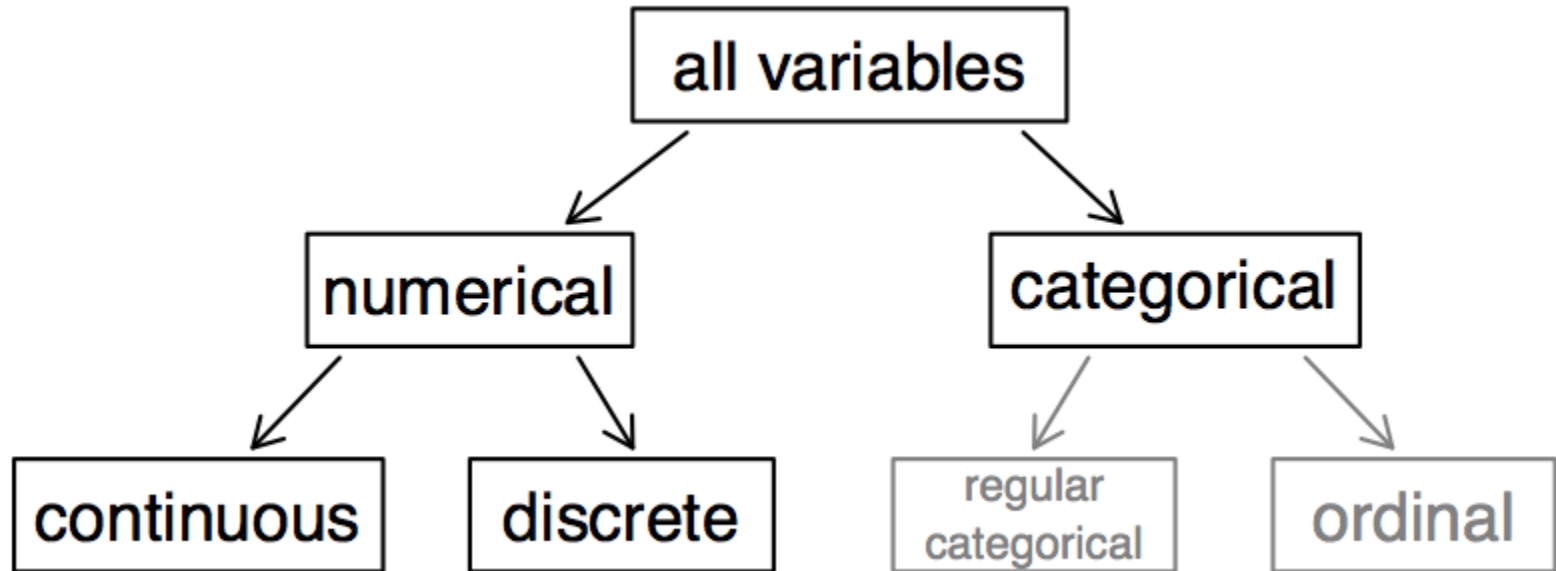 all variables
numerical
categorical
continuous
discrete
regular
categorical
ordinal